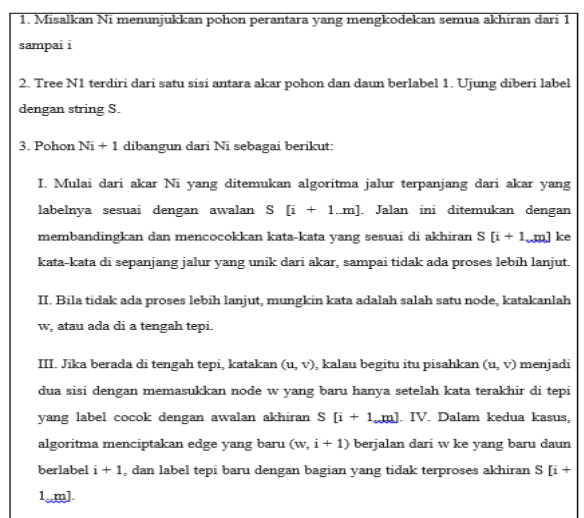 1. Misalkan Ni menunjukkan pohon perantara yang mengkodekan semua akhiran dari 1
sampai i
2. Tree N1 terdiri dari satu sisi antara akar pohon dan daun berlabel 1. Ujung diberi label
dengan string S.
3. Pohon Ni + 1 dibangun dari Ni sebagai berikut:
I. Mulai dari akar Ni yang ditemukan algoritma jalur terpanjang dari akar yang
labelnya sesuai dengan awalan S [i + 1..m]. Jalan ini ditemukan dengan
membandingkan dan mencocokkan kata-kata yang sesuai di akhiran S [i + 1..m] ke
kata-kata di sepanjang jalur yang unik dari akar, sampai tidak ada proses lebih lanjut.
II. Bila tidak ada proses lebih lanjut, mungkin kata adalah salah satu node, katakanlah
w, atau ada di a tengah tepi.
III. Jika berada di tengah tepi, katakan (u, v), kalau begitu itu pisahkan (u, v) menjadi
dua sisi dengan memasukkan node w yang baru hanya setelah kata terakhir di tepi
yang label cocok dengan awalan akhiran S [i + 1..m]. IV. Dalam kedua kasus,
algoritma menciptakan edge yang baru (w, i + 1) berjalan dari w ke yang baru daun
berlabel i + 1, dan label tepi baru dengan bagian yang tidak terproses akhiran S [i +
1..m].